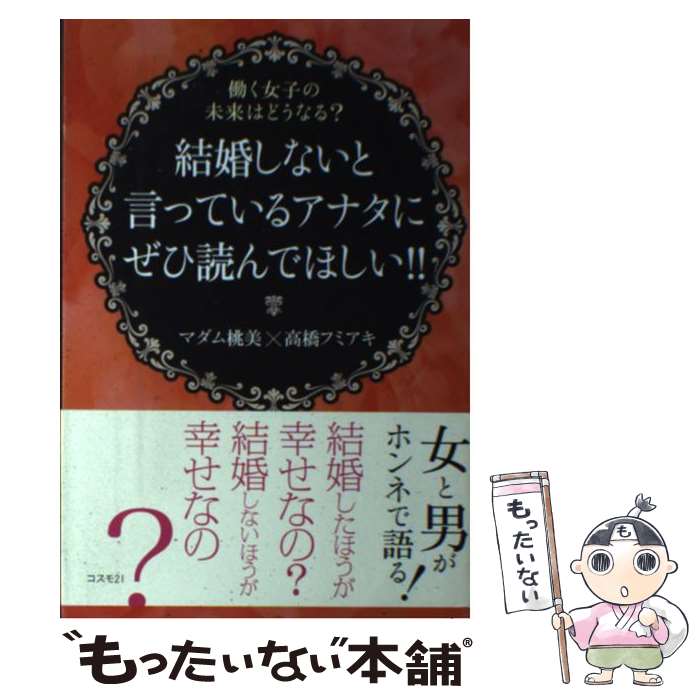 働く女子の
未来はどうなる?
結婚しないと
言っているアナタに
ぜひ読んでほしい!!
マダム桃美×高橋フミアキ
女と男が
ホンネで語る!
結婚したほうが
幸せなの?
結婚しないほうが
幸せなの
?
コスモ21
も
もったいない
“もったいない本舗®